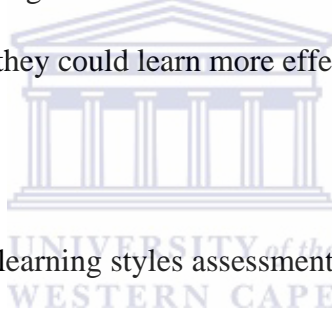 they could learn more effe
UNIVERSITY of the
learning styles assessment
WESTERN CAPE